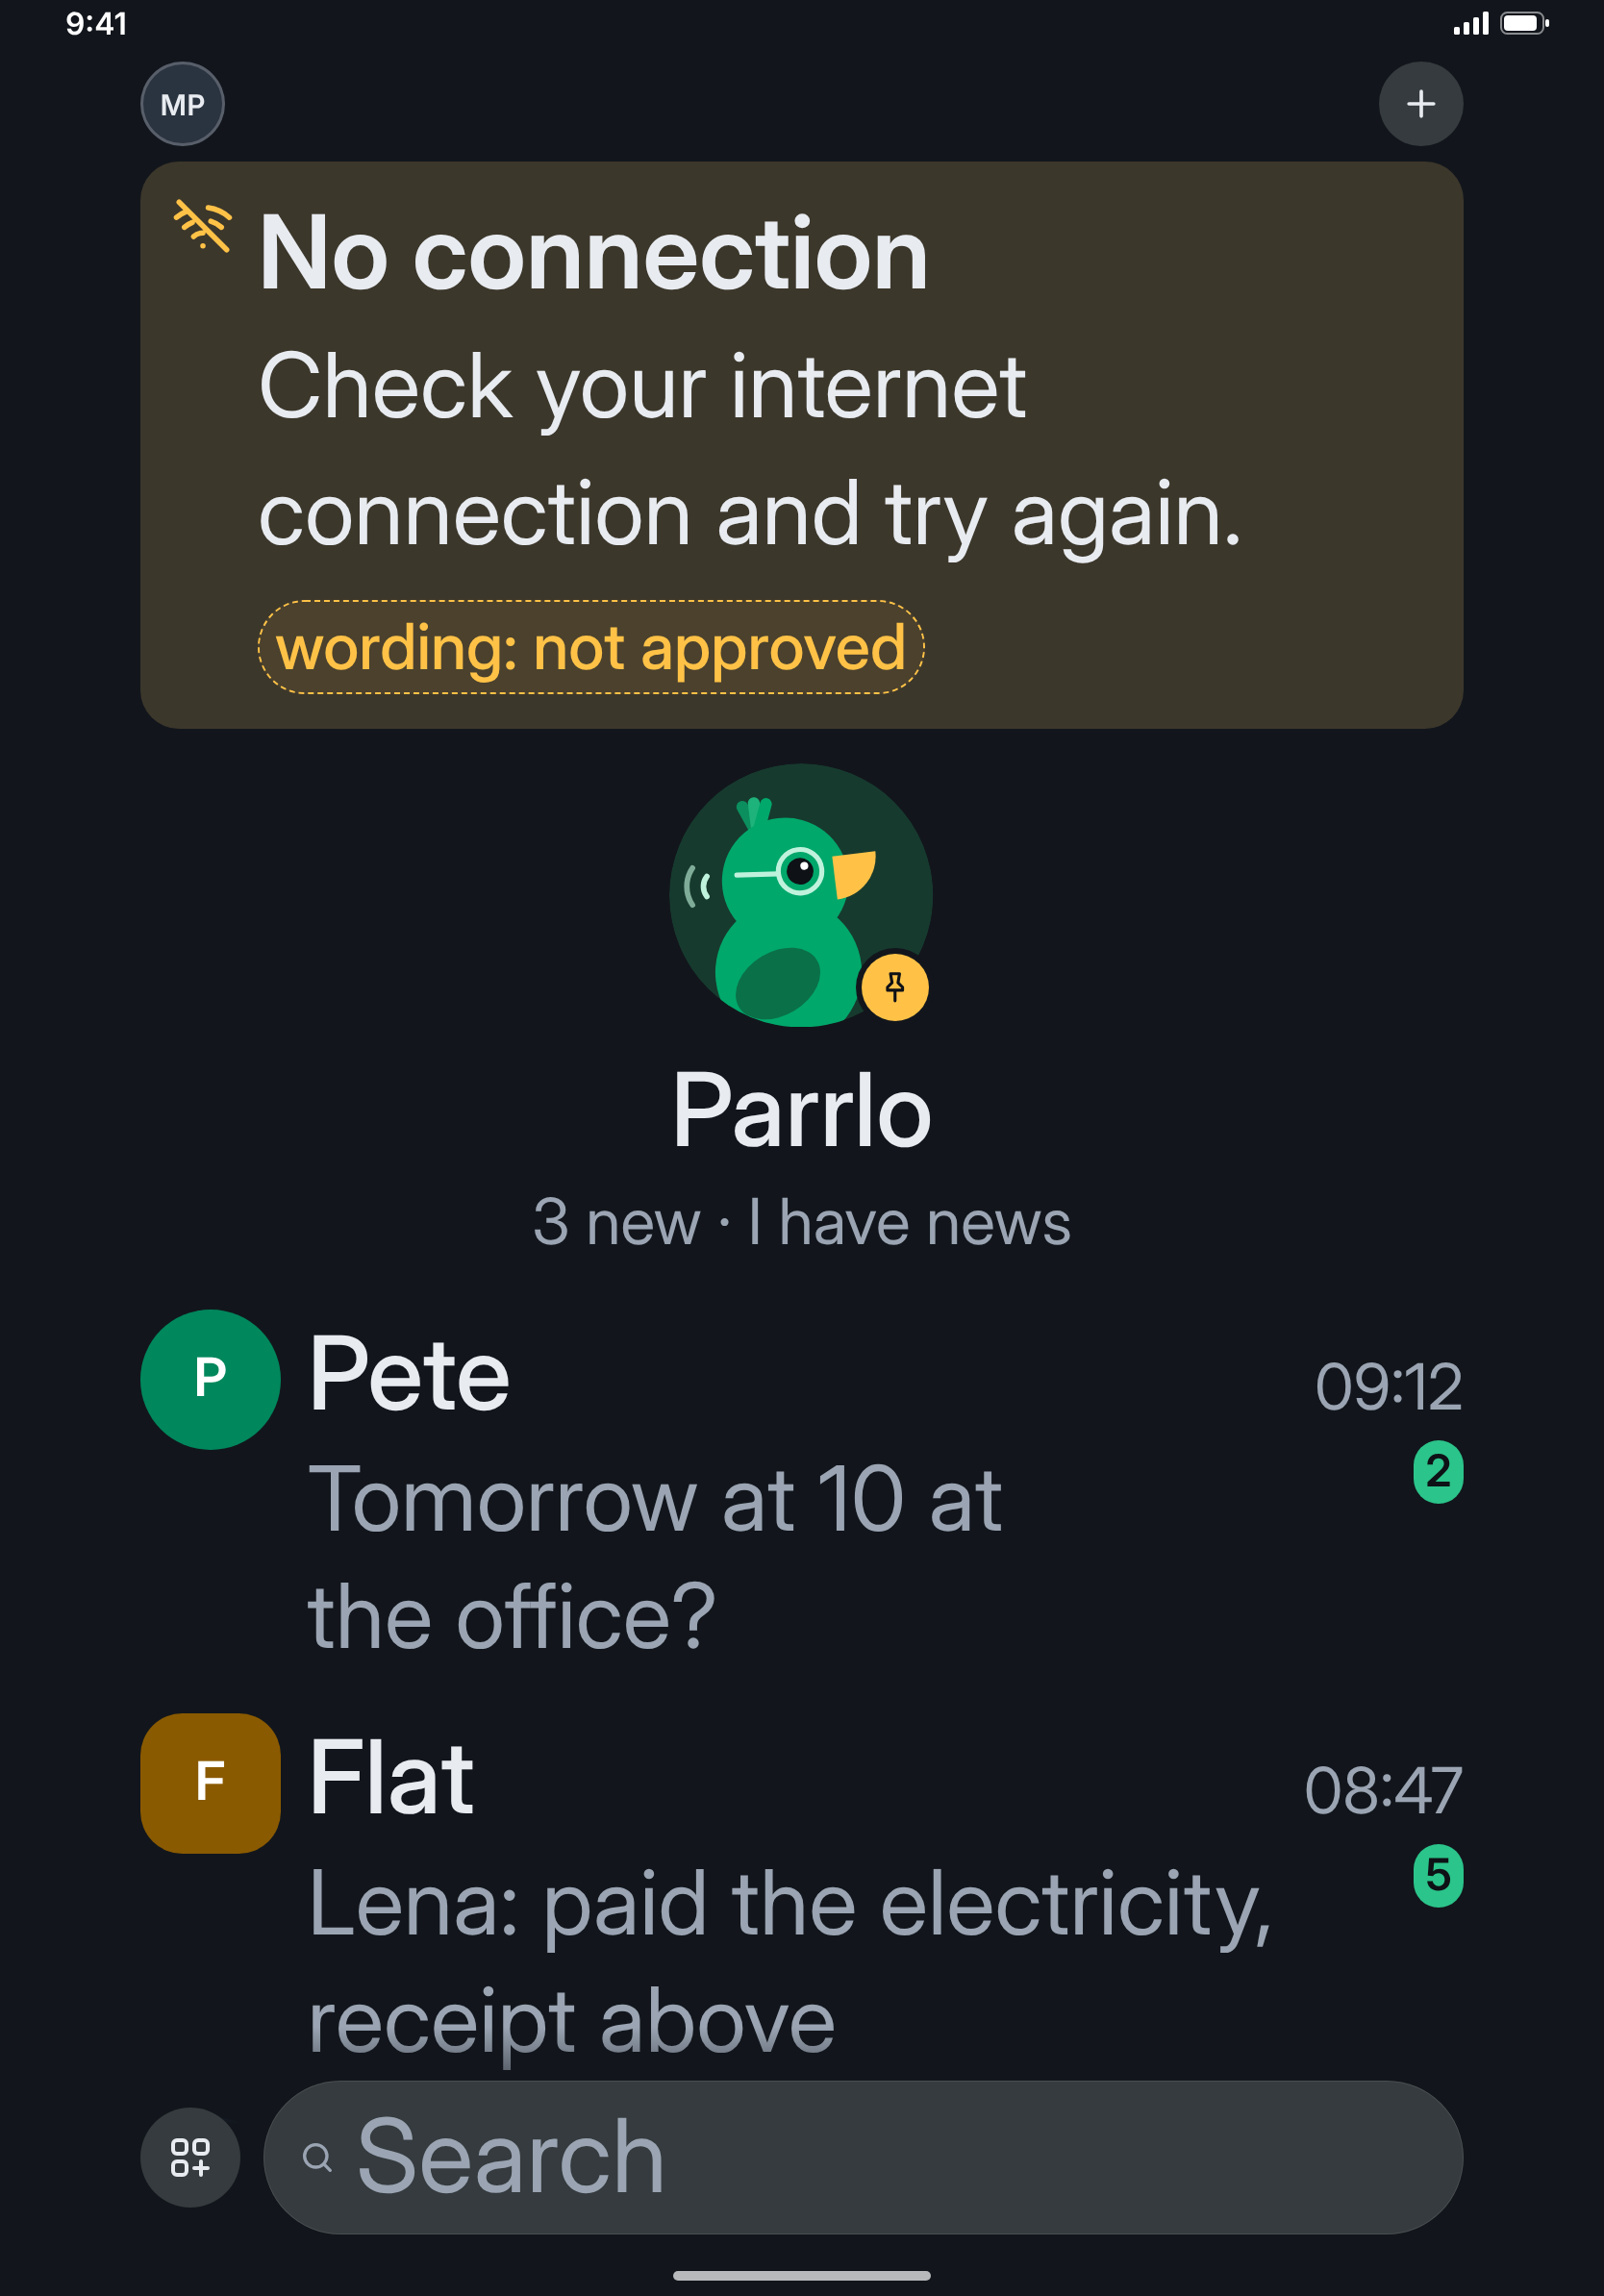 9:41
MP
No connection
Check your internet
connection and try again.
wording: not approved
Parrlo
3 new · I have news
P
Pete
09:12
Tomorrow at 10 at
2
the office?
F
Flat
08:47
Lena: paid the electricity,
5
receipt above
Search